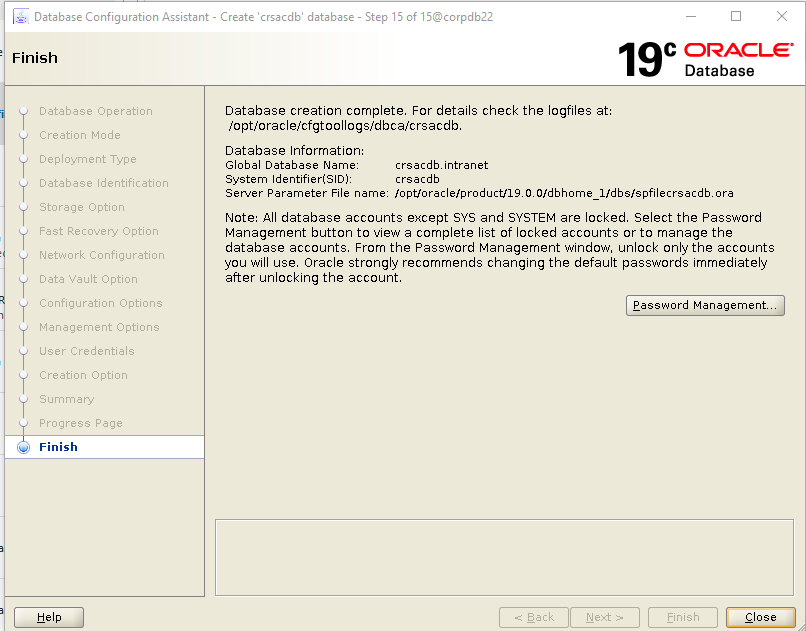 Database Configuration Assistant - Create 'crsacdb' database - Step 15 of 15@corpdb22
Finish
19c ORACLE®
Database
Database Operation
Creation Mode
Deployment Type
Database Identification
Storage Option
Fast Recovery Option
Network Configuration
Data Vault Option
Configuration Options
Management Options
User Credentials
Creation Option
Summary
Progress Page
Finish
Database creation complete. For details check the logfiles at:
/opt/oracle/cfgtoollogs/dbca/crsacdb.
Database Information:
Global Database Name: crsacdb.intranet
System Identifier(SID): crsacdb
Server Parameter File name: /opt/oracle/product/19.0.0/dbhome_1/dbs/spfilecrsacdb.ora
Note: All database accounts except SYS and SYSTEM are locked. Select the Password
Management button to view a complete list of locked accounts or to manage the
database accounts. From the Password Management window, unlock only the accounts
you will use. Oracle strongly recommends changing the default passwords immediately
after unlocking the account.
Password Management...
Help
< Back
Next >
Finish
Close